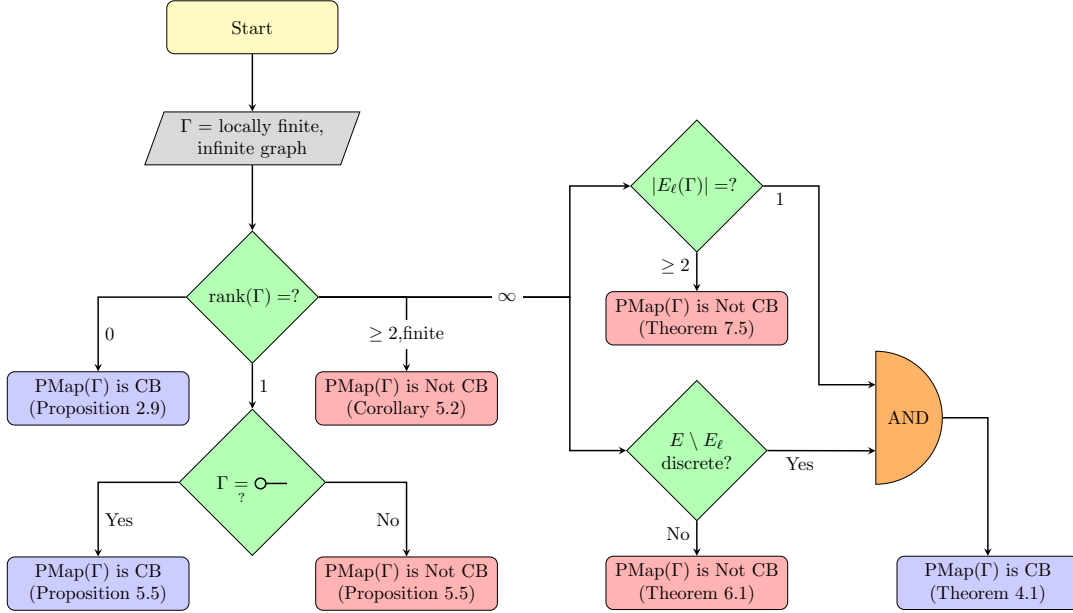 Start
Γ = locally finite,
infinite graph
rank(Γ) =?
0
1
≥ 2,finite
∞
PMap(Γ) is CB
(Proposition 2.9)
PMap(Γ) is Not CB
(Corollary 5.2)
Γ =
?
Yes
No
PMap(Γ) is CB
(Proposition 5.5)
PMap(Γ) is Not CB
(Proposition 5.5)
|E_ℓ(Γ)| =?
1
≥ 2
PMap(Γ) is Not CB
(Theorem 7.5)
E \ E_ℓ
discrete?
Yes
No
PMap(Γ) is Not CB
(Theorem 6.1)
AND
PMap(Γ) is CB
(Theorem 4.1)